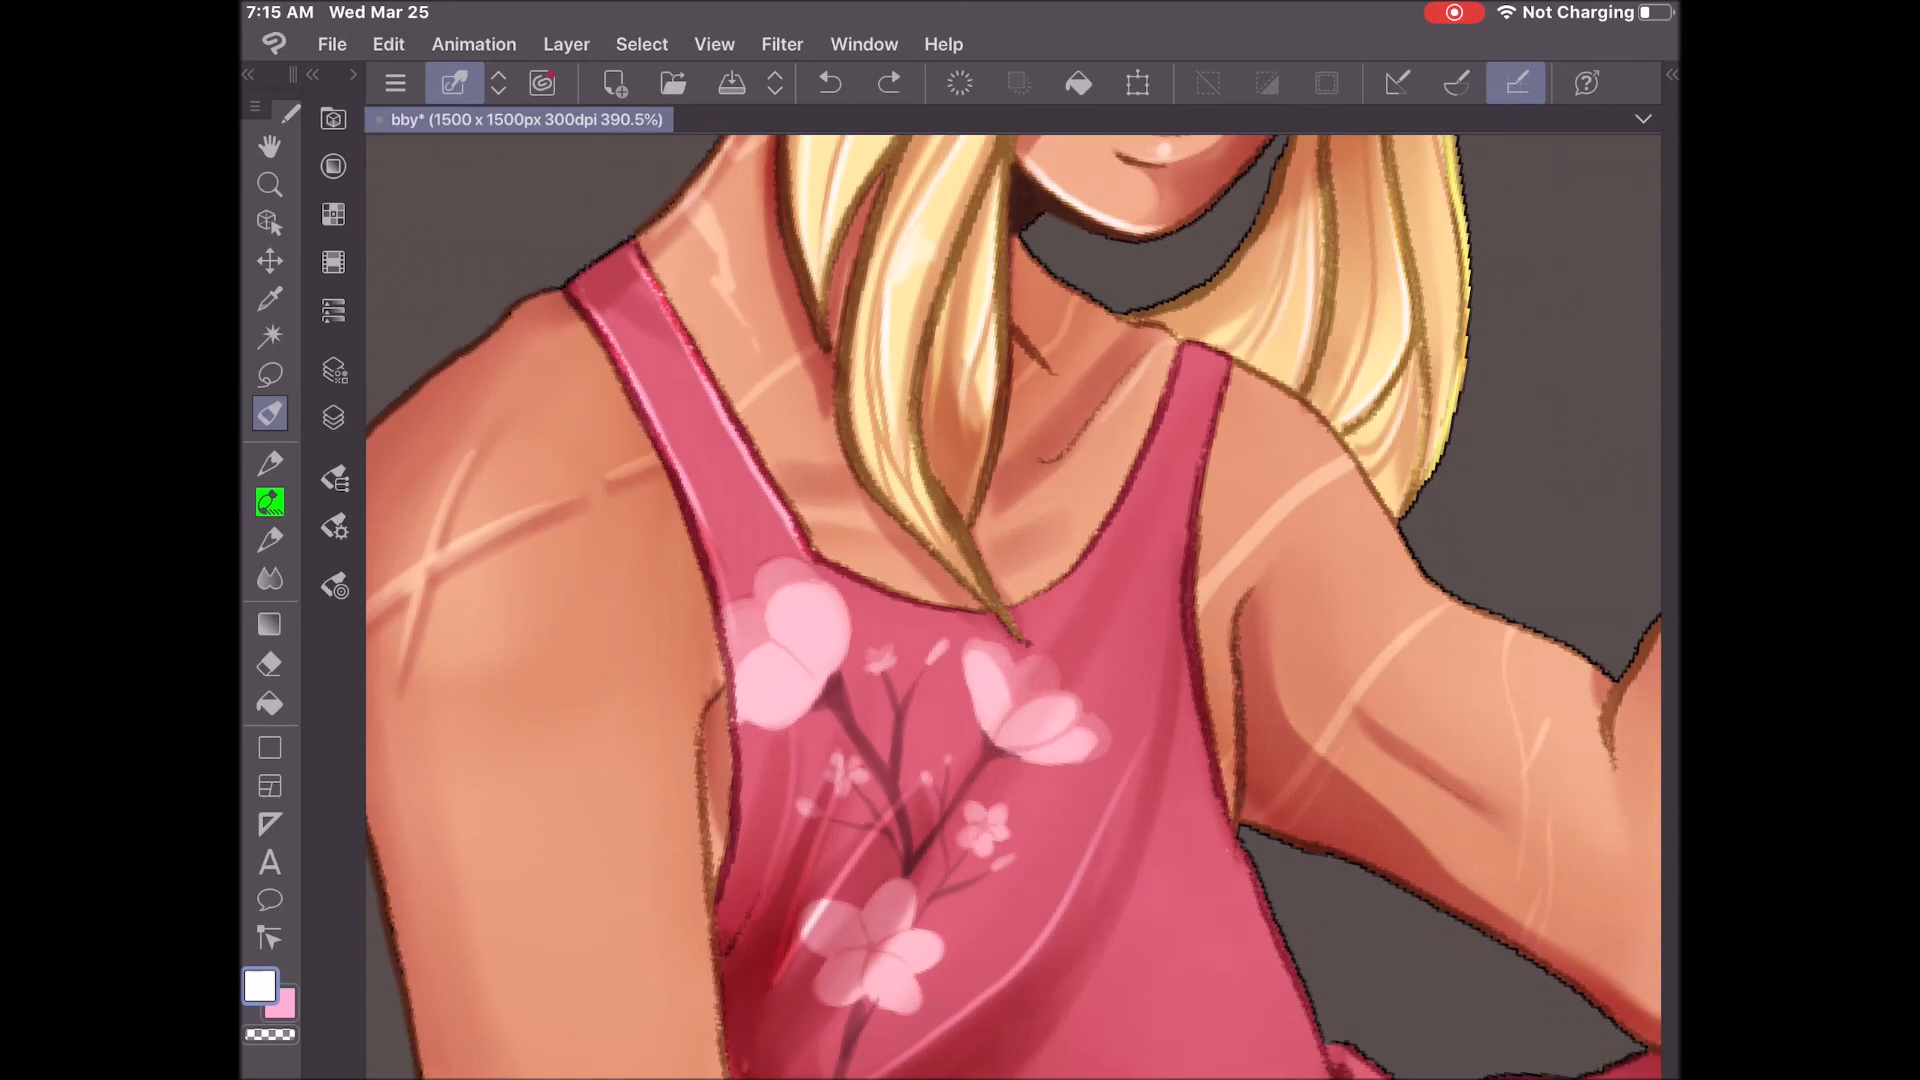 7:15 AM Wed Mar 25
Not Charging
File Edit Animation Layer Select View Filter Window Help
bby* (1500 x 1500px 300dpi 390.5%)